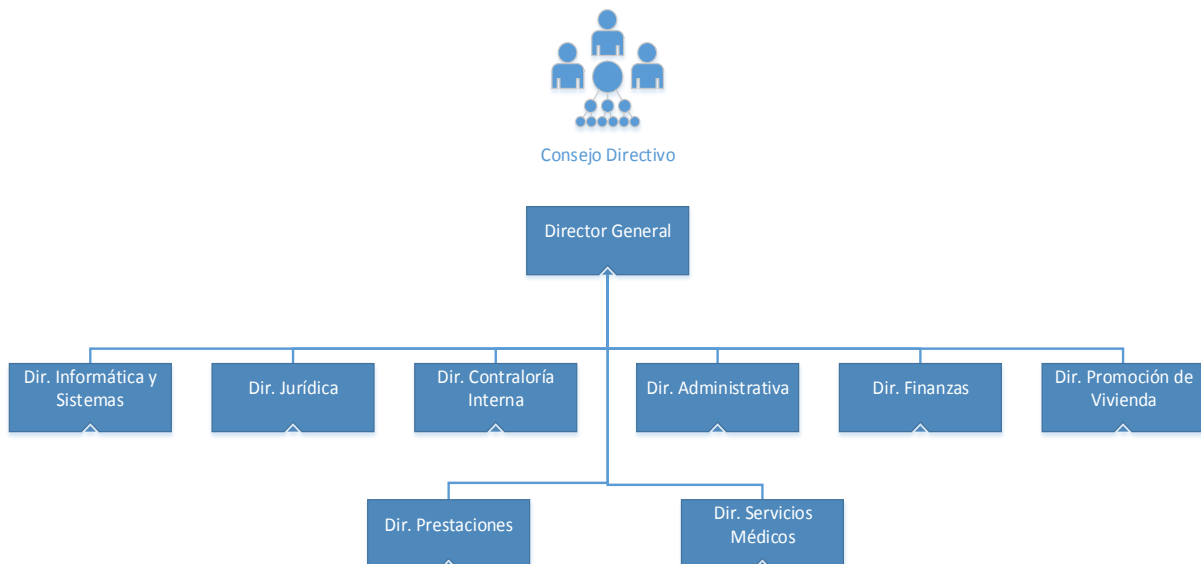 Consejo Directivo
Director General
Dir. Informática y
Sistemas
Dir. Jurídica
Dir. Contraloría
Interna
Dir. Administrativa
Dir. Finanzas
Dir. Promoción de
Vivienda
Dir. Prestaciones
Dir. Servicios
Médicos